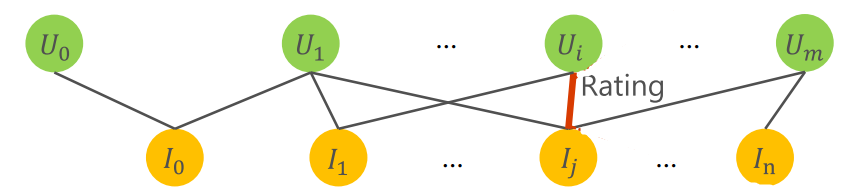 U₀ U₁ ... Uᵢ ... Uₘ
Rating
I₀ I₁ ... Iⱼ ... Iₙ